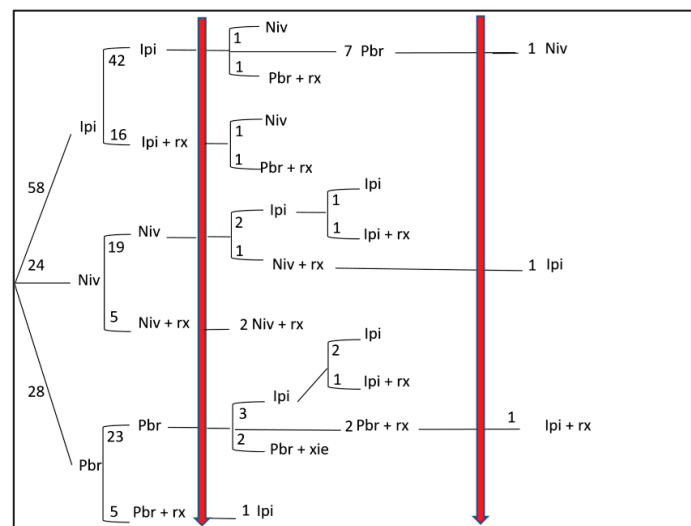 Niv
42 Ipi 1
7 Pbr 1 Niv
1 Pbr + rx
Niv
Ipi 16 Ipi + rx 1
1 Pbr + rx
58
Ipi
Ipi 1
Niv 2 1 Ipi + rx
19 1
24 Niv + rx 1 Ipi
Niv
5 Niv + rx 2 Niv + rx
Ipi
2
28 1 Ipi + rx
Ipi
3 1
Pbr 2 Pbr + rx Ipi + rx
23 2 Pbr + xie
Pbr
5 Pbr + rx 1 Ipi